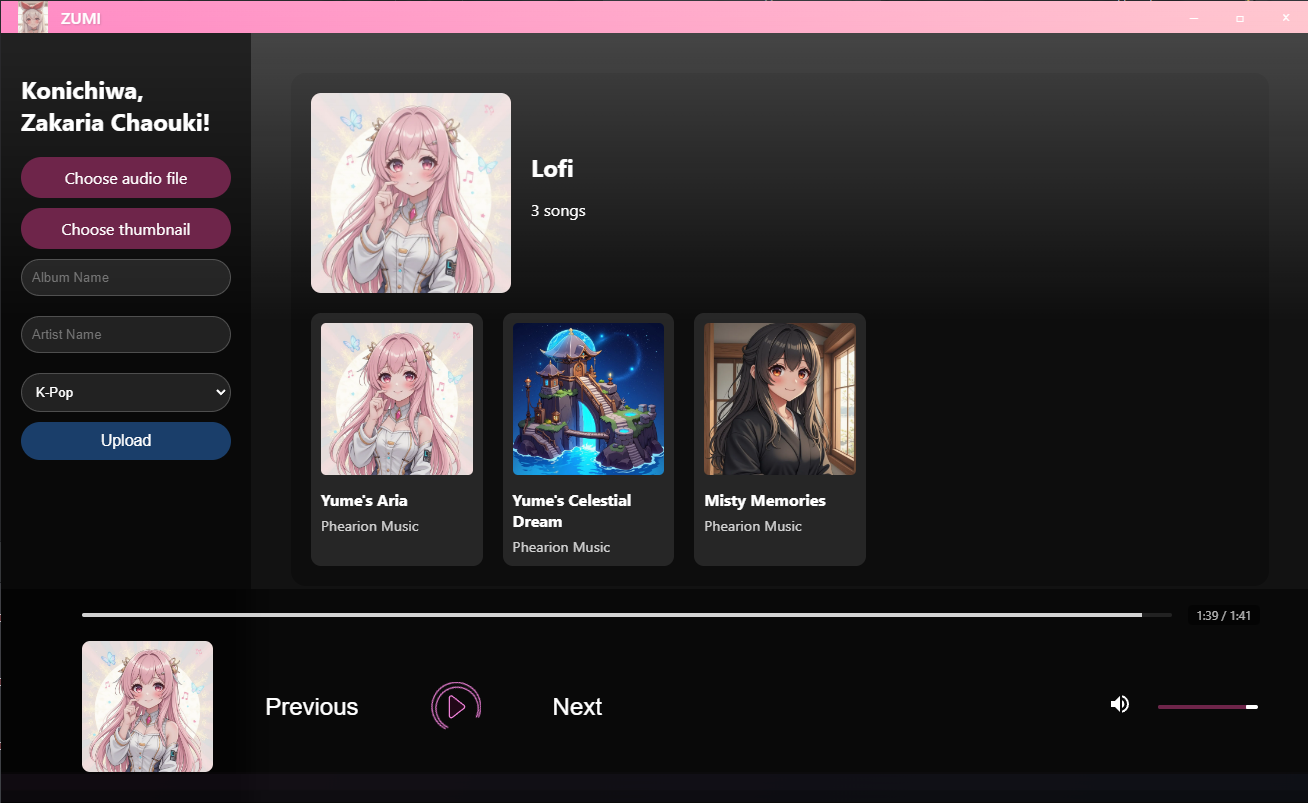 ZUMI
Konichiwa,
Zakaria Chaouki!
Choose audio file
Choose thumbnail
Album Name
Artist Name
K-Pop
Upload
Lofi
3 songs
Yume's Aria
Phearion Music
Yume's Celestial
Dream
Phearion Music
Misty Memories
Phearion Music
1:39 / 1:41
Previous
Next